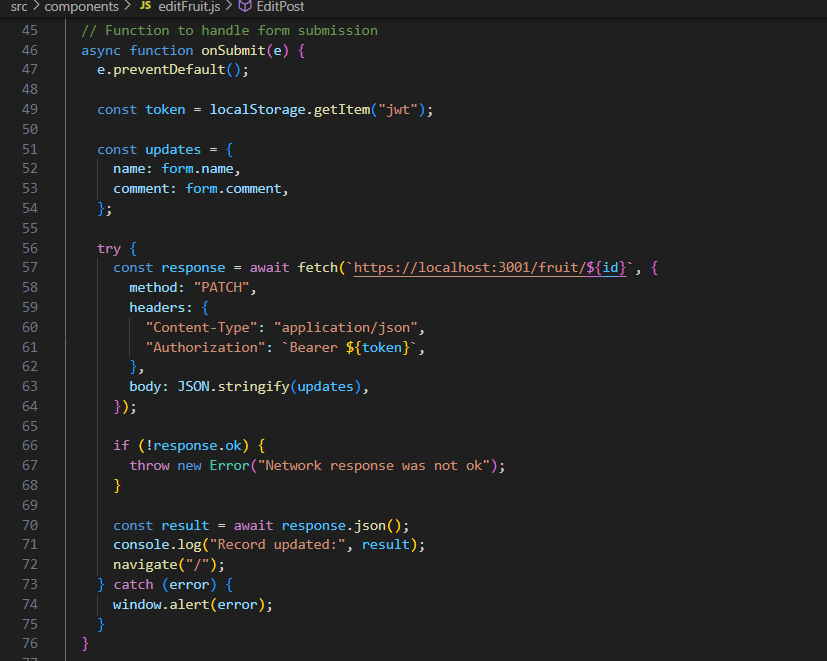 src > components > JS editFruit.js > EditPost
45 // Function to handle form submission
46 async function onSubmit(e) {
47 e.preventDefault();
48
49 const token = localStorage.getItem("jwt");
50
51 const updates = {
52 name: form.name,
53 comment: form.comment,
54 };
55
56 try {
57 const response = await fetch(`https://localhost:3001/fruit/${id}`, {
58 method: "PATCH",
59 headers: {
60 "Content-Type": "application/json",
61 "Authorization": `Bearer ${token}`,
62 },
63 body: JSON.stringify(updates),
64 });
65
66 if (!response.ok) {
67 throw new Error("Network response was not ok");
68 }
69
70 const result = await response.json();
71 console.log("Record updated:", result);
72 navigate("/");
73 } catch (error) {
74 window.alert(error);
75 }
76 }
77